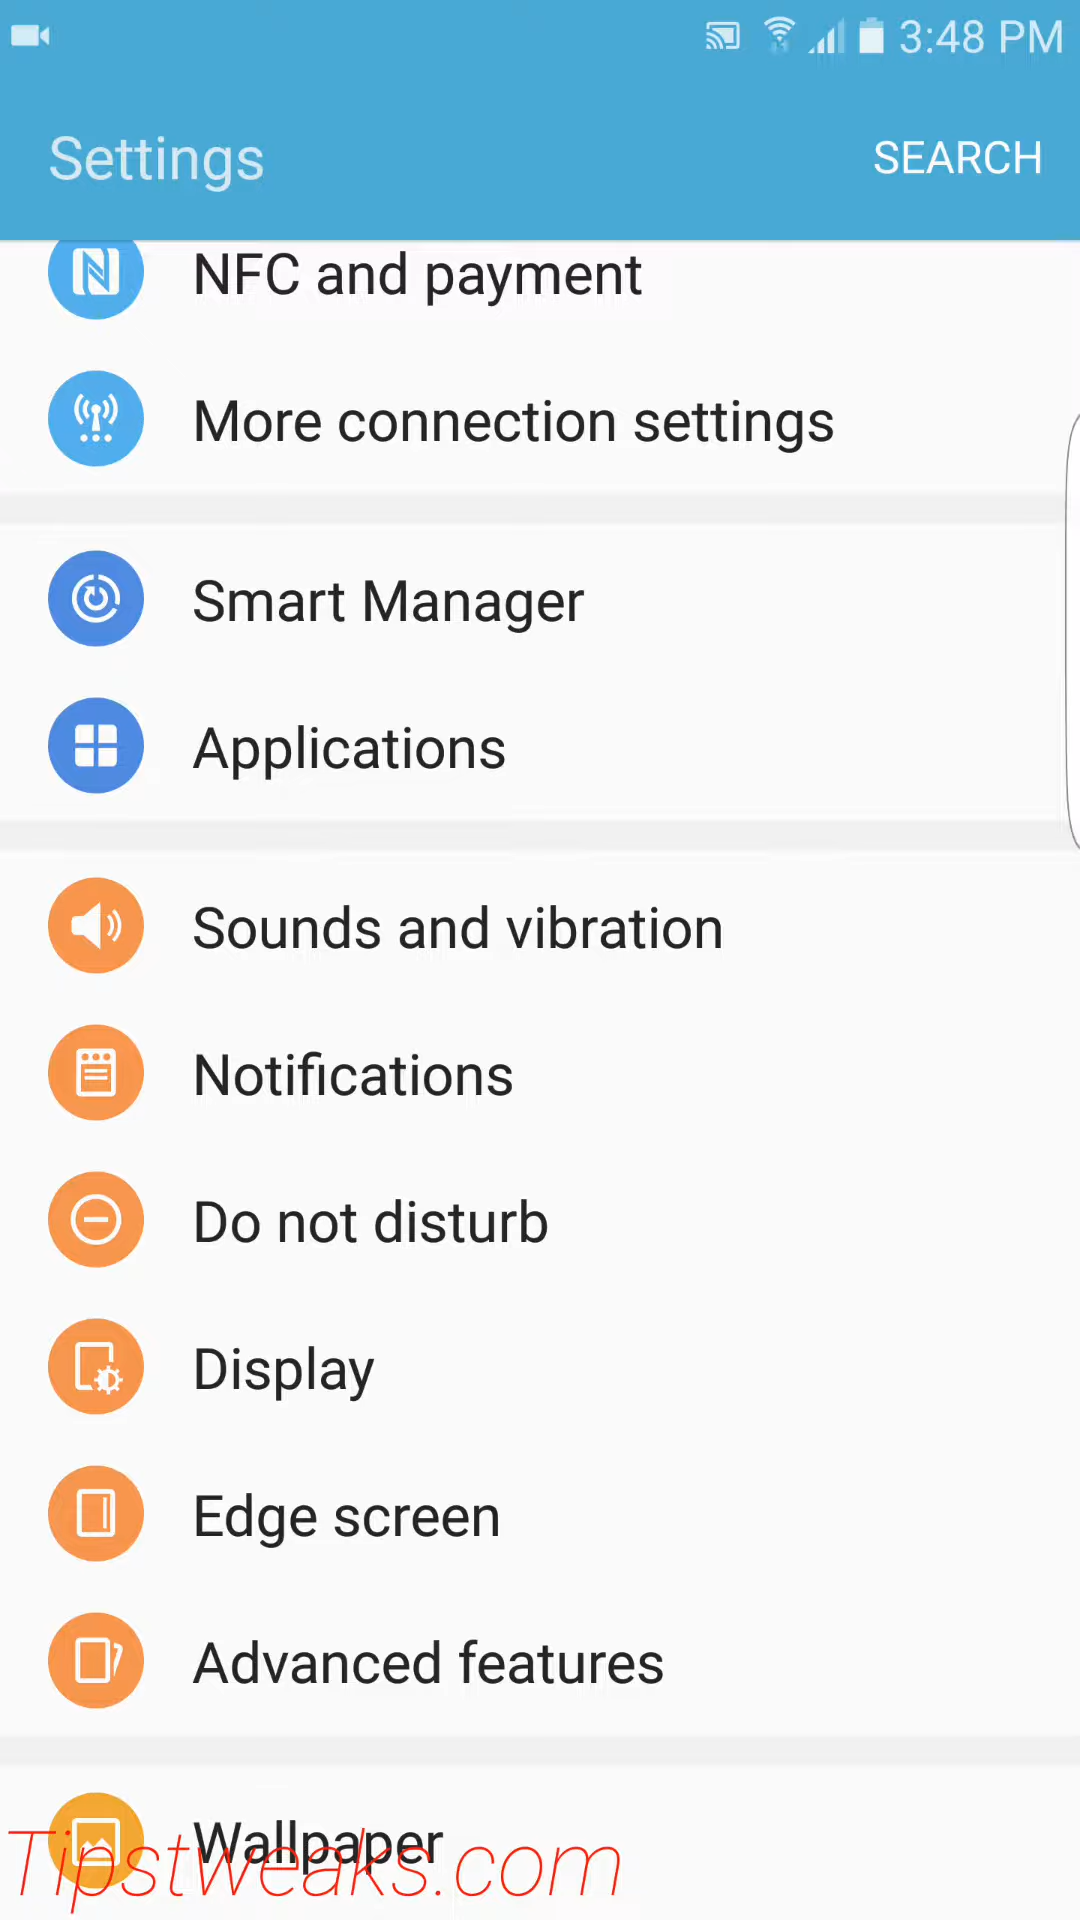 3:48 PM
Settings
SEARCH
NFC and payment
More connection settings
Smart Manager
Applications
Sounds and vibration
Notifications
Do not disturb
Display
Edge screen
Advanced features
Wallpaper
Tipstweaks.com